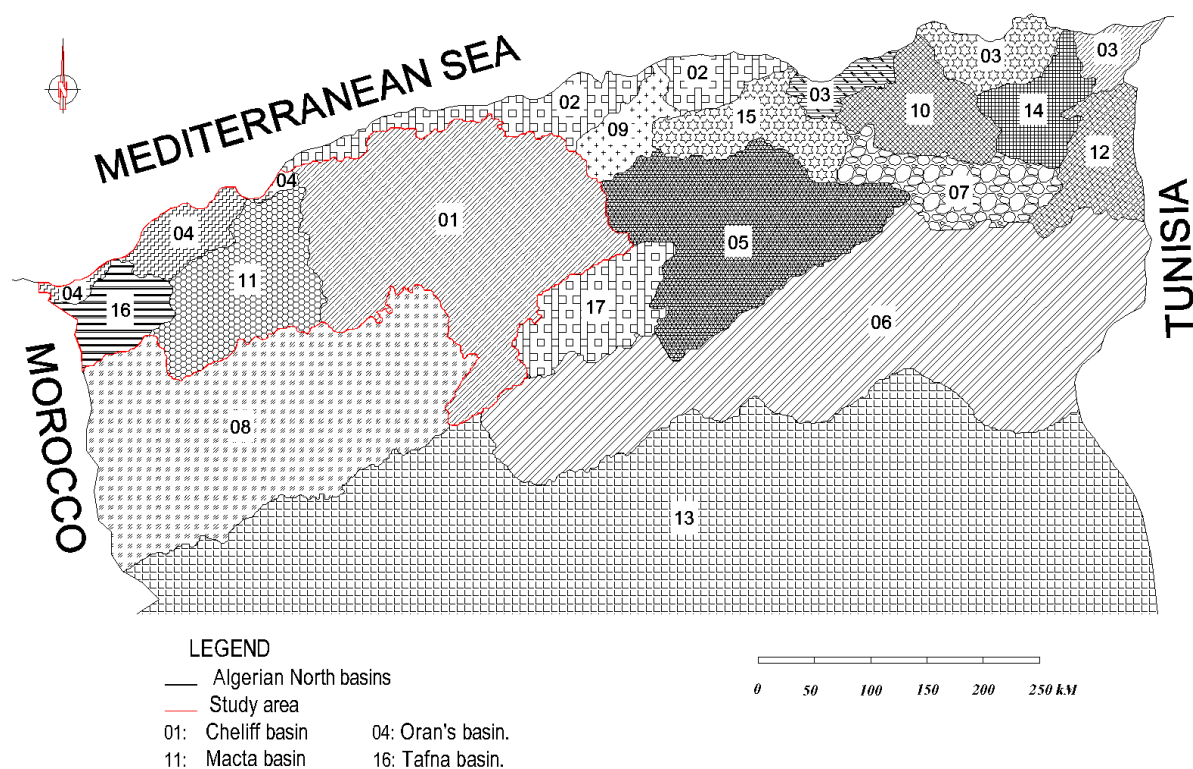 MEDITERRANEAN SEA
03
03
02
02
03
10
14
15
09
12
04
07
01
04
05
11
04
16
17
06
08
13
MOROCCO
TUNISIA
LEGEND
Algerian North basins
Study area
01: Cheliff basin 04: Oran's basin.
11: Macta basin 16: Tafna basin.
0 50 100 150 200 250 kM